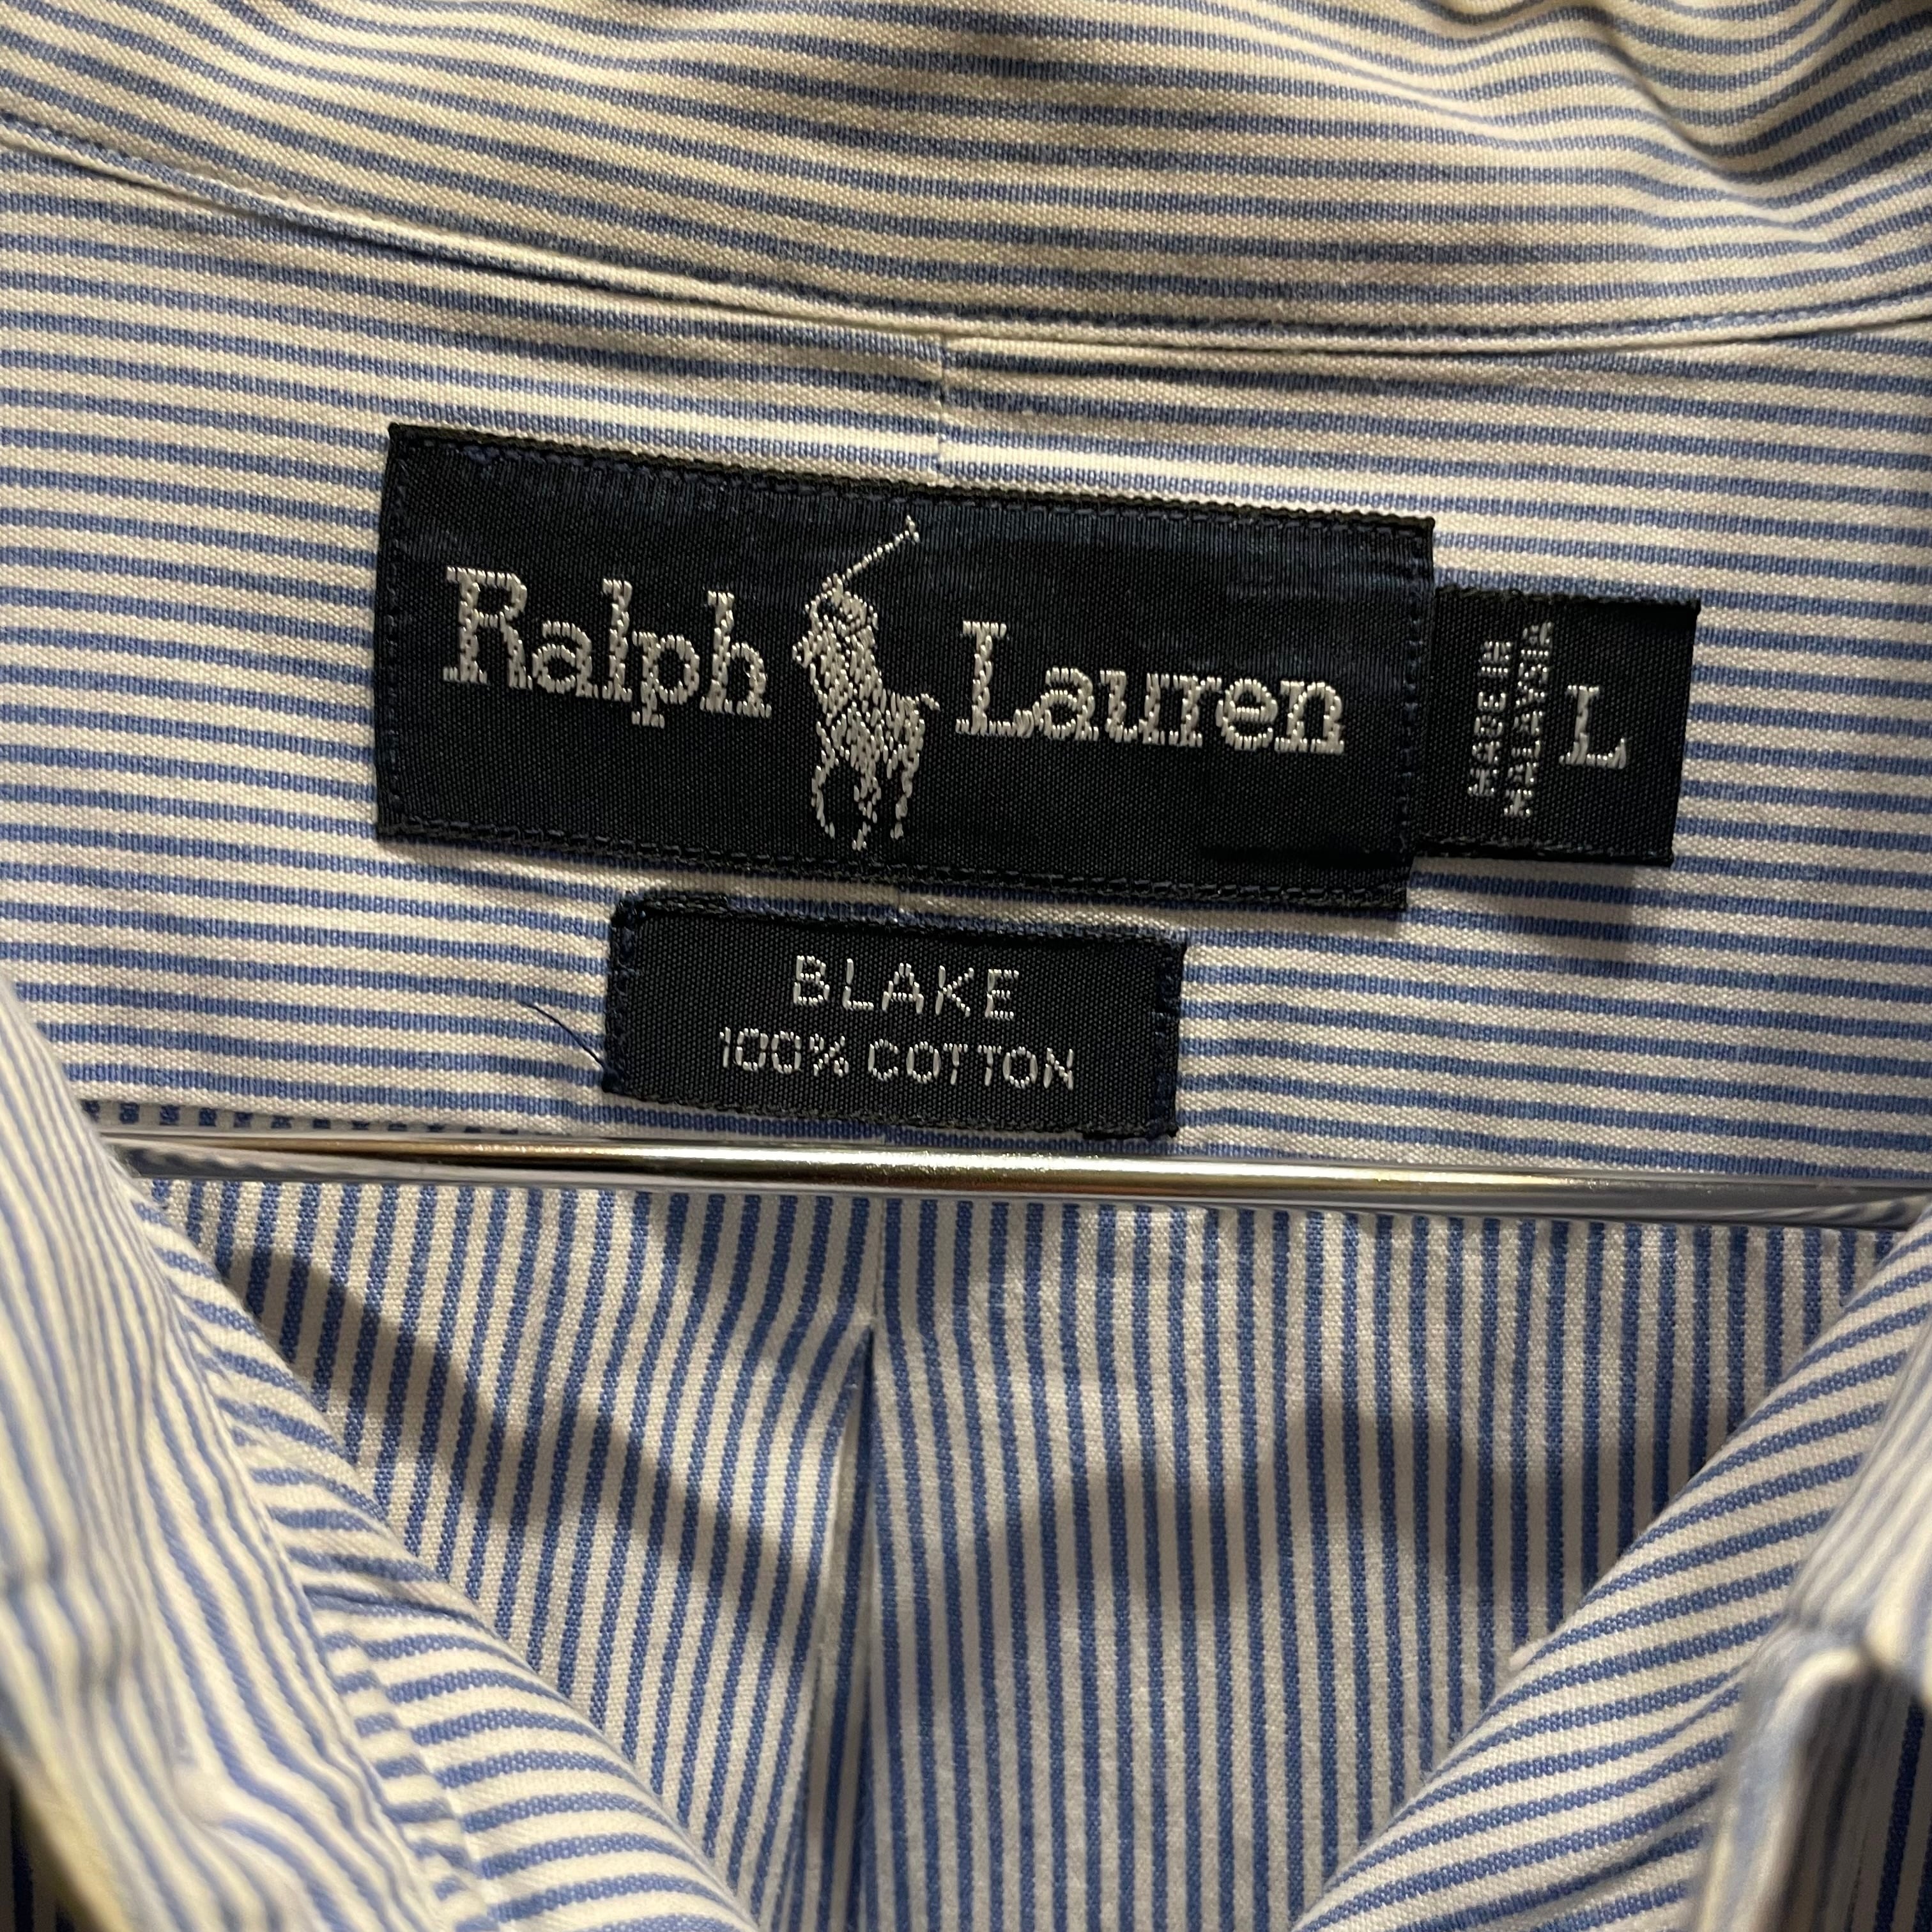 Ralph Lauren
MADE IN
MALAYSIA
L
BLAKE
100% COTTON